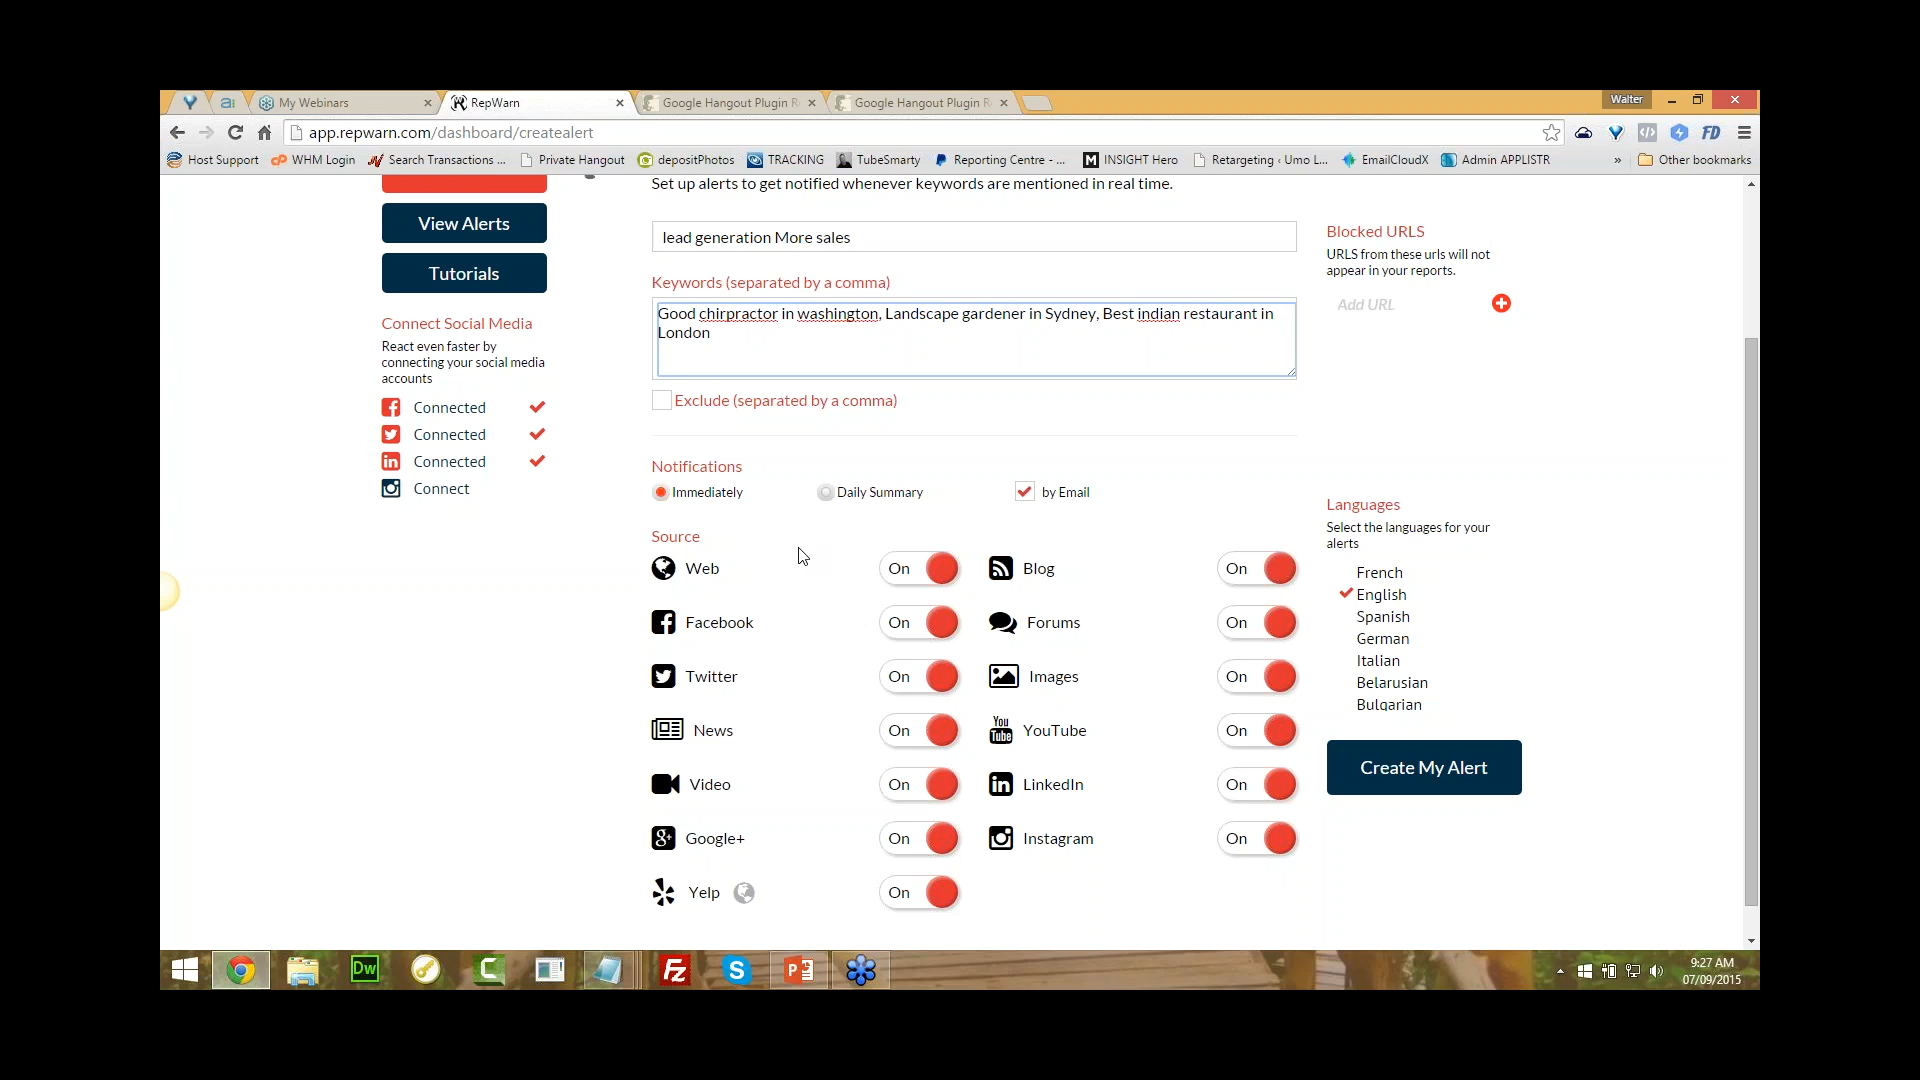 My Webinars
RepWarn
Google Hangout Plugin R
Google Hangout Plugin R
Walter
app.repwarn.com/dashboard/createalert
Host Support
WHM Login
Search Transactions ...
Private Hangout
depositPhotos
TRACKING
TubeSmarty
Reporting Centre - ...
INSIGHT Hero
Retargeting ‹ Umo L...
EmailCloudX
Admin APPLISTR
»
Other bookmarks
View Alerts
Tutorials
Connect Social Media
React even faster by
connecting your social media
accounts
Connected
Connected
Connected
Connect
Set up alerts to get notified whenever keywords are mentioned in real time.
lead generation More sales
Keywords (separated by a comma)
Good chirpractor in washington, Landscape gardener in Sydney, Best indian restaurant in
London
Exclude (separated by a comma)
Notifications
Immediately
Daily Summary
by Email
Source
Web On
Blog On
Facebook On
Forums On
Twitter On
Images On
News On
You Tube YouTube On
Video On
LinkedIn On
Google+ On
Instagram On
Yelp On
Blocked URLS
URLS from these urls will not
appear in your reports.
Add URL
Languages
Select the languages for your
alerts
French
English
Spanish
German
Italian
Belarusian
Bulgarian
Create My Alert
9:27 AM
07/09/2015